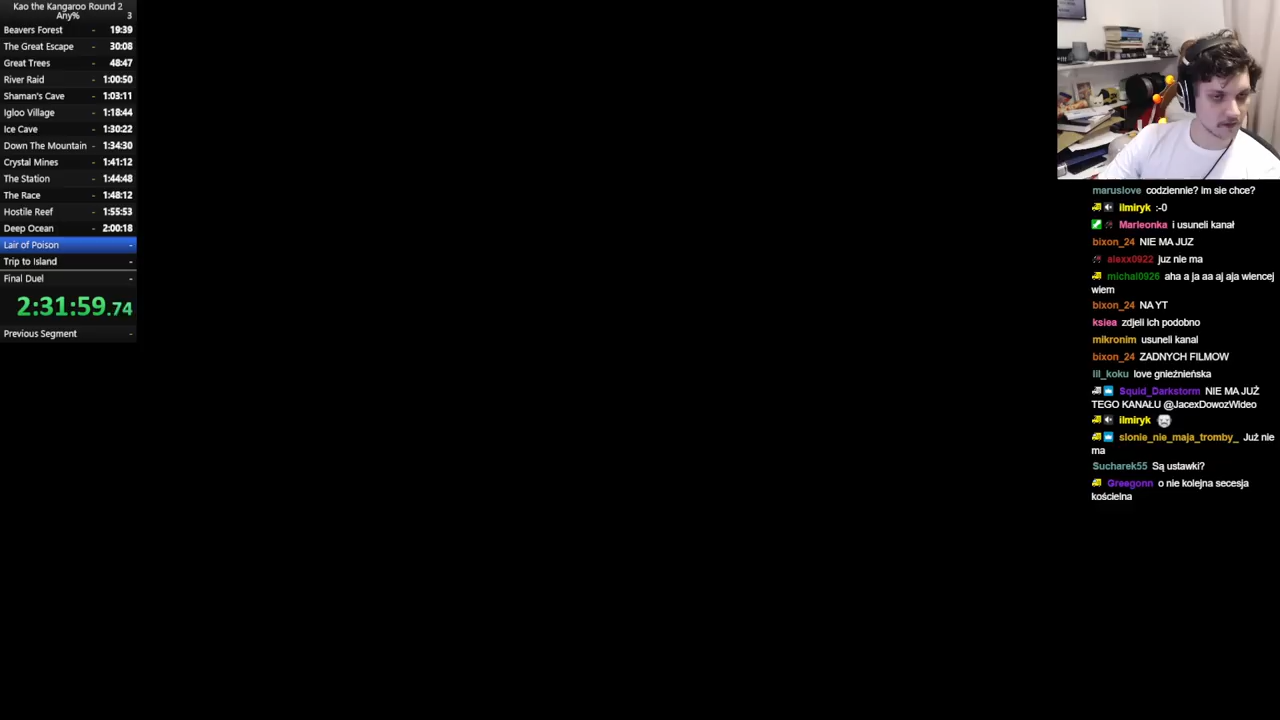 Kao the Kangaroo Round 2
Any% 3
Beavers Forest - 19:39
The Great Escape - 30:08
Great Trees - 48:47
River Raid - 1:00:50
Shaman's Cave - 1:03:11
Igloo Village - 1:18:44
Ice Cave - 1:30:22
Down The Mountain - 1:34:30
Crystal Mines - 1:41:12
The Station - 1:44:48
The Race - 1:48:12
Hostile Reef - 1:55:53
Deep Ocean - 2:00:18
Lair of Poison -
Trip to Island -
Final Duel -
2:31:59.74
Previous Segment -
maruslove codziennie? im sie chce?
ilmiryk :-0
Marleonka i usuneli kanał
bixon_24 NIE MA JUZ
alexx0922 juz nie ma
michal0926 aha a ja aa aj aja wiencej
wiem
bixon_24 NA YT
ksiea zdjeli ich podobno
mikronim usuneli kanal
bixon_24 ZADNYCH FILMOW
lil_koku love gnieźnieńska
Squid_Darkstorm NIE MA JUŻ
TEGO KANAŁU @JacexDowozWideo
ilmiryk
slonie_nie_maja_tromby_ Już nie
ma
Sucharek55 Są ustawki?
Greegonn o nie kolejna secesja
kościelna